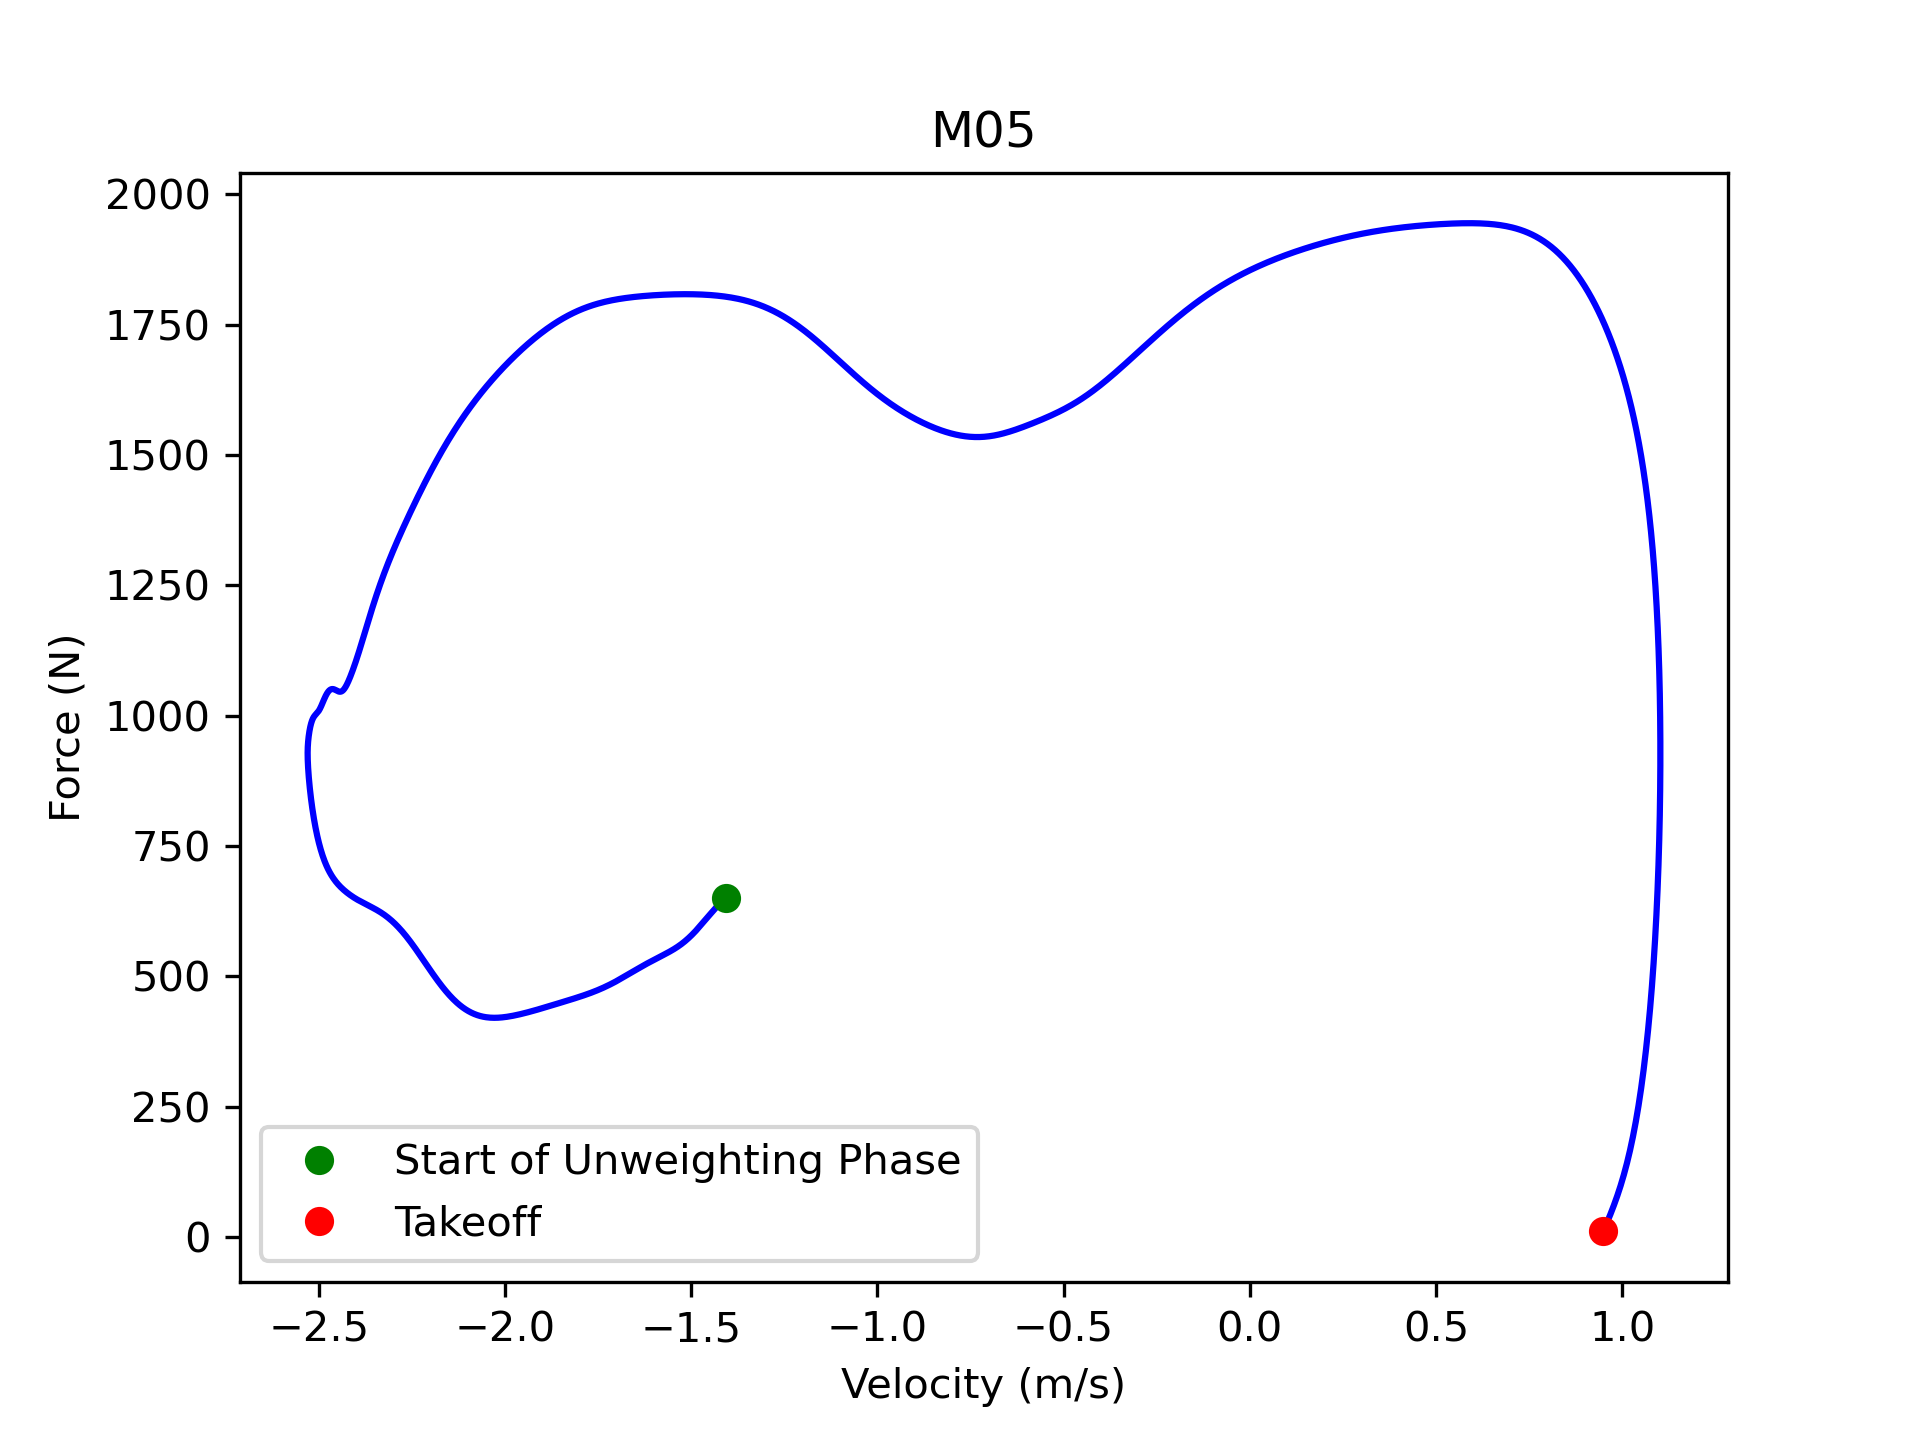 M05
Force (N)
2000
1750
1500
1250
1000
750
500
250
0
Start of Unweighting Phase
Takeoff
−2.5 −2.0 −1.5 −1.0 −0.5 0.0 0.5 1.0
Velocity (m/s)